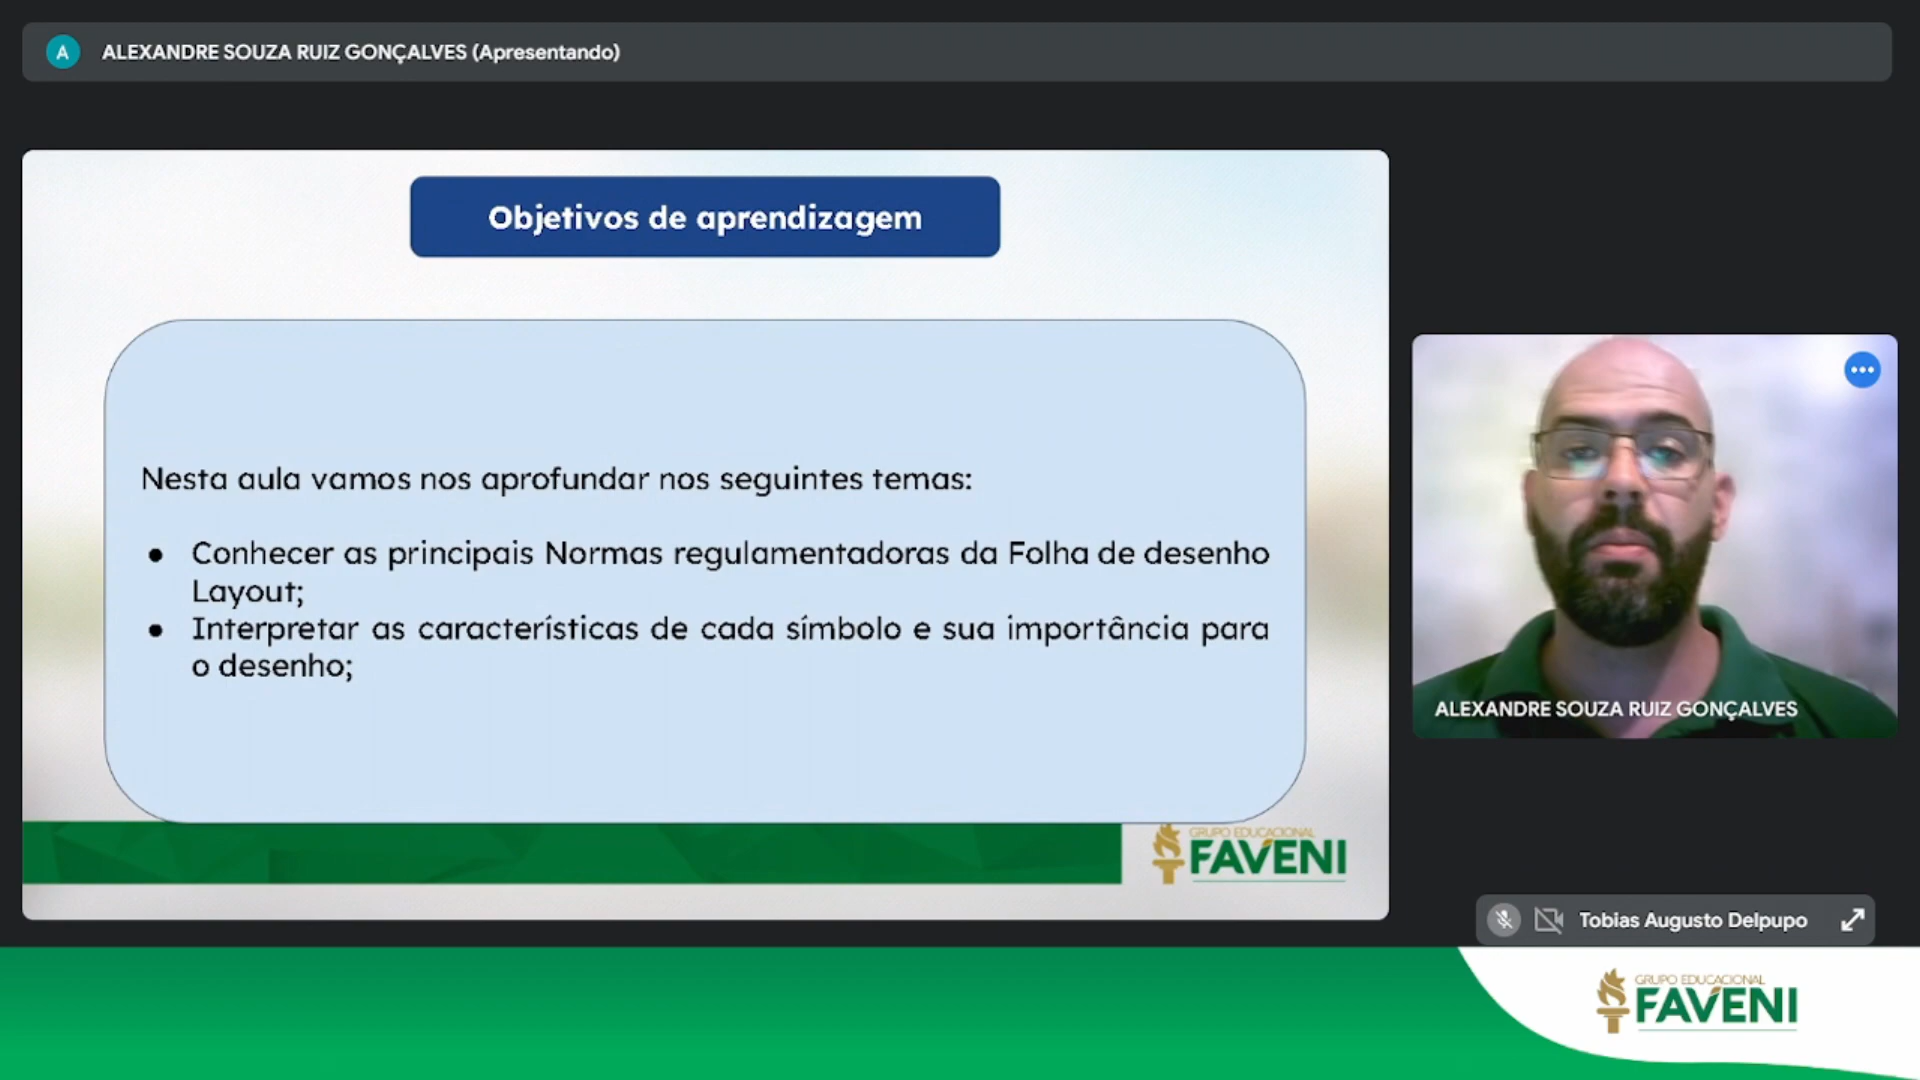 A
ALEXANDRE SOUZA RUIZ GONÇALVES (Apresentando)
Objetivos de aprendizagem
Nesta aula vamos nos aprofundar nos seguintes temas:
● Conhecer as principais Normas regulamentadoras da Folha de desenho
Layout;
● Interpretar as características de cada símbolo e sua importância para
o desenho;
GRUPO EDUCACIONAL
FAVENI
ALEXANDRE SOUZA RUIZ GONÇALVES
Tobias Augusto Delpupo
GRUPO EDUCACIONAL
FAVENI